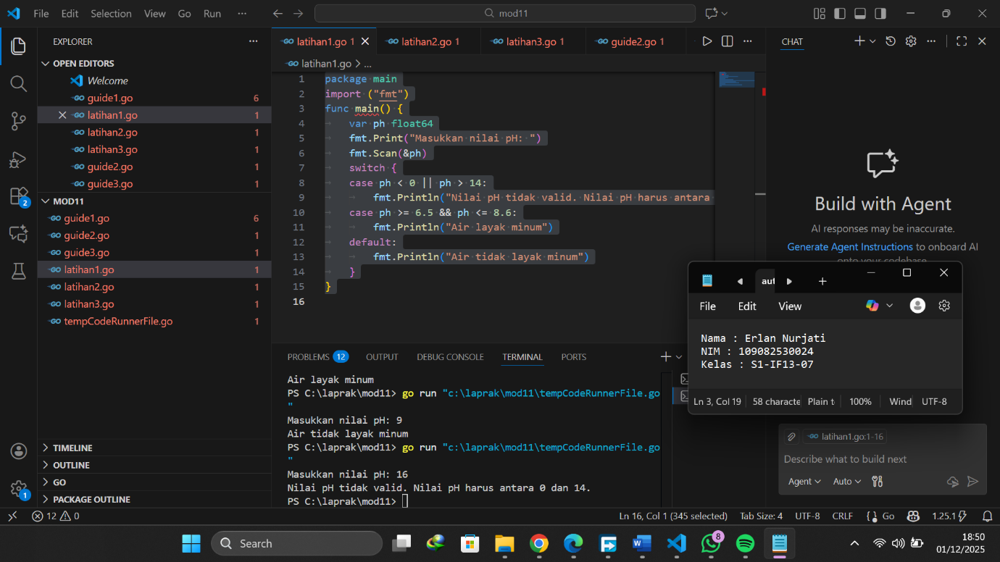 File Edit Selection View Go Run ··· mod11
EXPLORER ···
OPEN EDITORS
Welcome
guide1.go 6
latihan1.go 1
latihan2.go 1
latihan3.go 1
guide2.go 1
guide3.go 1
MOD11
guide1.go 6
guide2.go 1
guide3.go 1
latihan1.go 1
latihan2.go 1
latihan3.go 1
tempCodeRunnerFile.go 1
TIMELINE
OUTLINE
GO
PACKAGE OUTLINE
latihan1.go 1 latihan2.go 1 latihan3.go 1 guide2.go 1
latihan1.go > ...
1 package main
2 import ("fmt")
3 func main() {
4 var ph float64
5 fmt.Print("Masukkan nilai pH: ")
6 fmt.Scan(&ph)
7 switch {
8 case ph < 0 || ph > 14:
9 fmt.Println("Nilai pH tidak valid. Nilai pH harus antara
10 case ph >= 6.5 && ph <= 8.6:
11 fmt.Println("Air layak minum")
12 default:
13 fmt.Println("Air tidak layak minum")
14 }
15 }
16
PROBLEMS 12 OUTPUT DEBUG CONSOLE TERMINAL PORTS
Air layak minum
PS C:\laprak\mod11> go run "c:\laprak\mod11\tempCodeRunnerFile.go
"
Masukkan nilai pH: 9
Air tidak layak minum
PS C:\laprak\mod11> go run "c:\laprak\mod11\tempCodeRunnerFile.go
"
Masukkan nilai pH: 16
Nilai pH tidak valid. Nilai pH harus antara 0 dan 14.
PS C:\laprak\mod11>
CHAT
Build with Agent
AI responses may be inaccurate.
Generate Agent Instructions to onboard AI
onto your codebase.
aut
File Edit View
Nama : Erlan Nurjati
NIM : 109082530024
Kelas : S1-IF13-07
Ln 3, Col 19 58 characte Plain t 100% Wind UTF-8
latihan1.go:1-16
Describe what to build next
Agent Auto
2
1
12 0 Ln 16, Col 1 (345 selected) Tab Size: 4 UTF-8 CRLF Go 1.25.1
Search 8 18:50
01/12/2025